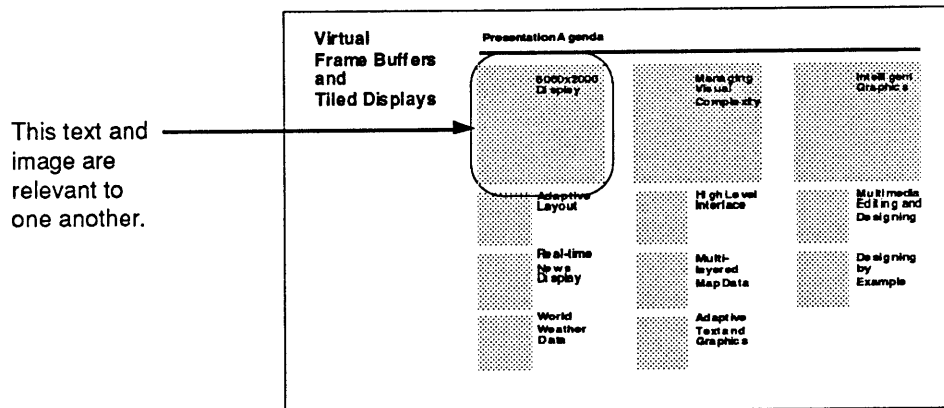 Virtual
Frame Buffers
and
Tiled Displays
Presentation Agenda
This text and
image are
relevant to
one another.
6000x2000
Display
Managing
Visual
Complexity
Intelligent
Graphics
Adaptive
Layout
High Level
Interface
Multimedia
Editing and
Designing
Real-time
News
Display
Multi-
layered
Map Data
Designing
by
Example
World
Weather
Data
Adaptive
Text and
Graphics